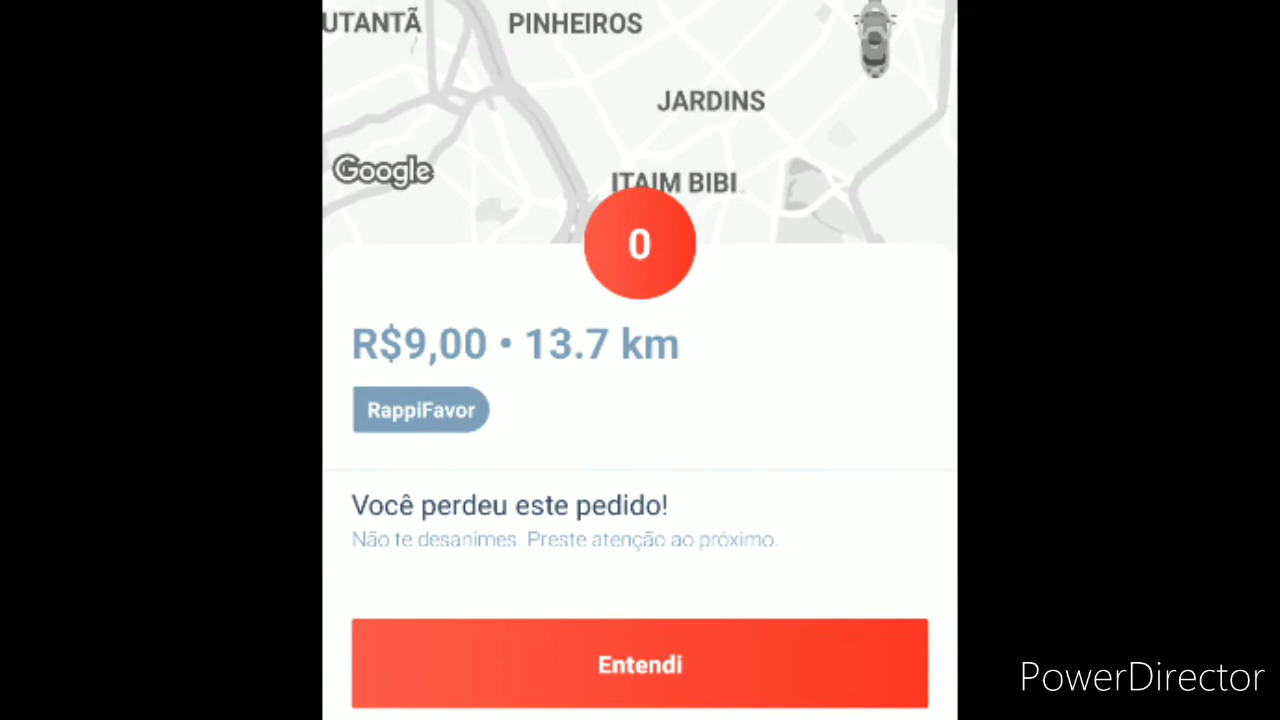 UTANTÃ
PINHEIROS
JARDINS
Google
ITAIM BIBI
0
R$9,00 • 13.7 km
RappiFavor
Você perdeu este pedido!
Não te desanimes. Preste atenção ao próximo.
Entendi
PowerDirector